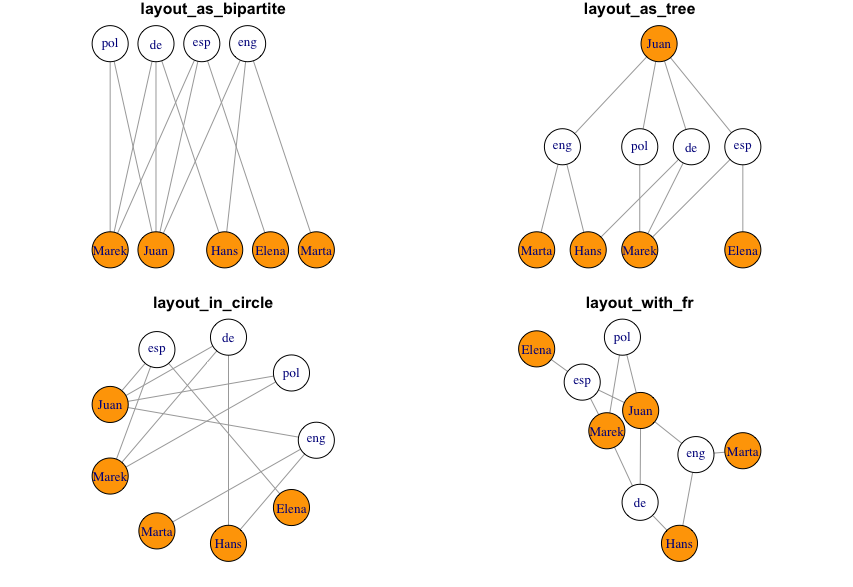 layout_as_bipartite
pol de esp eng
Marek Juan Hans Elena Marta
layout_as_tree
Juan
eng pol de esp
Marta Hans Marek Elena
layout_in_circle
de
esp
pol
Juan
eng
Marek
Elena
Marta
Hans
layout_with_fr
pol
Elena
esp
Juan
Marek
Marta
eng
de
Hans